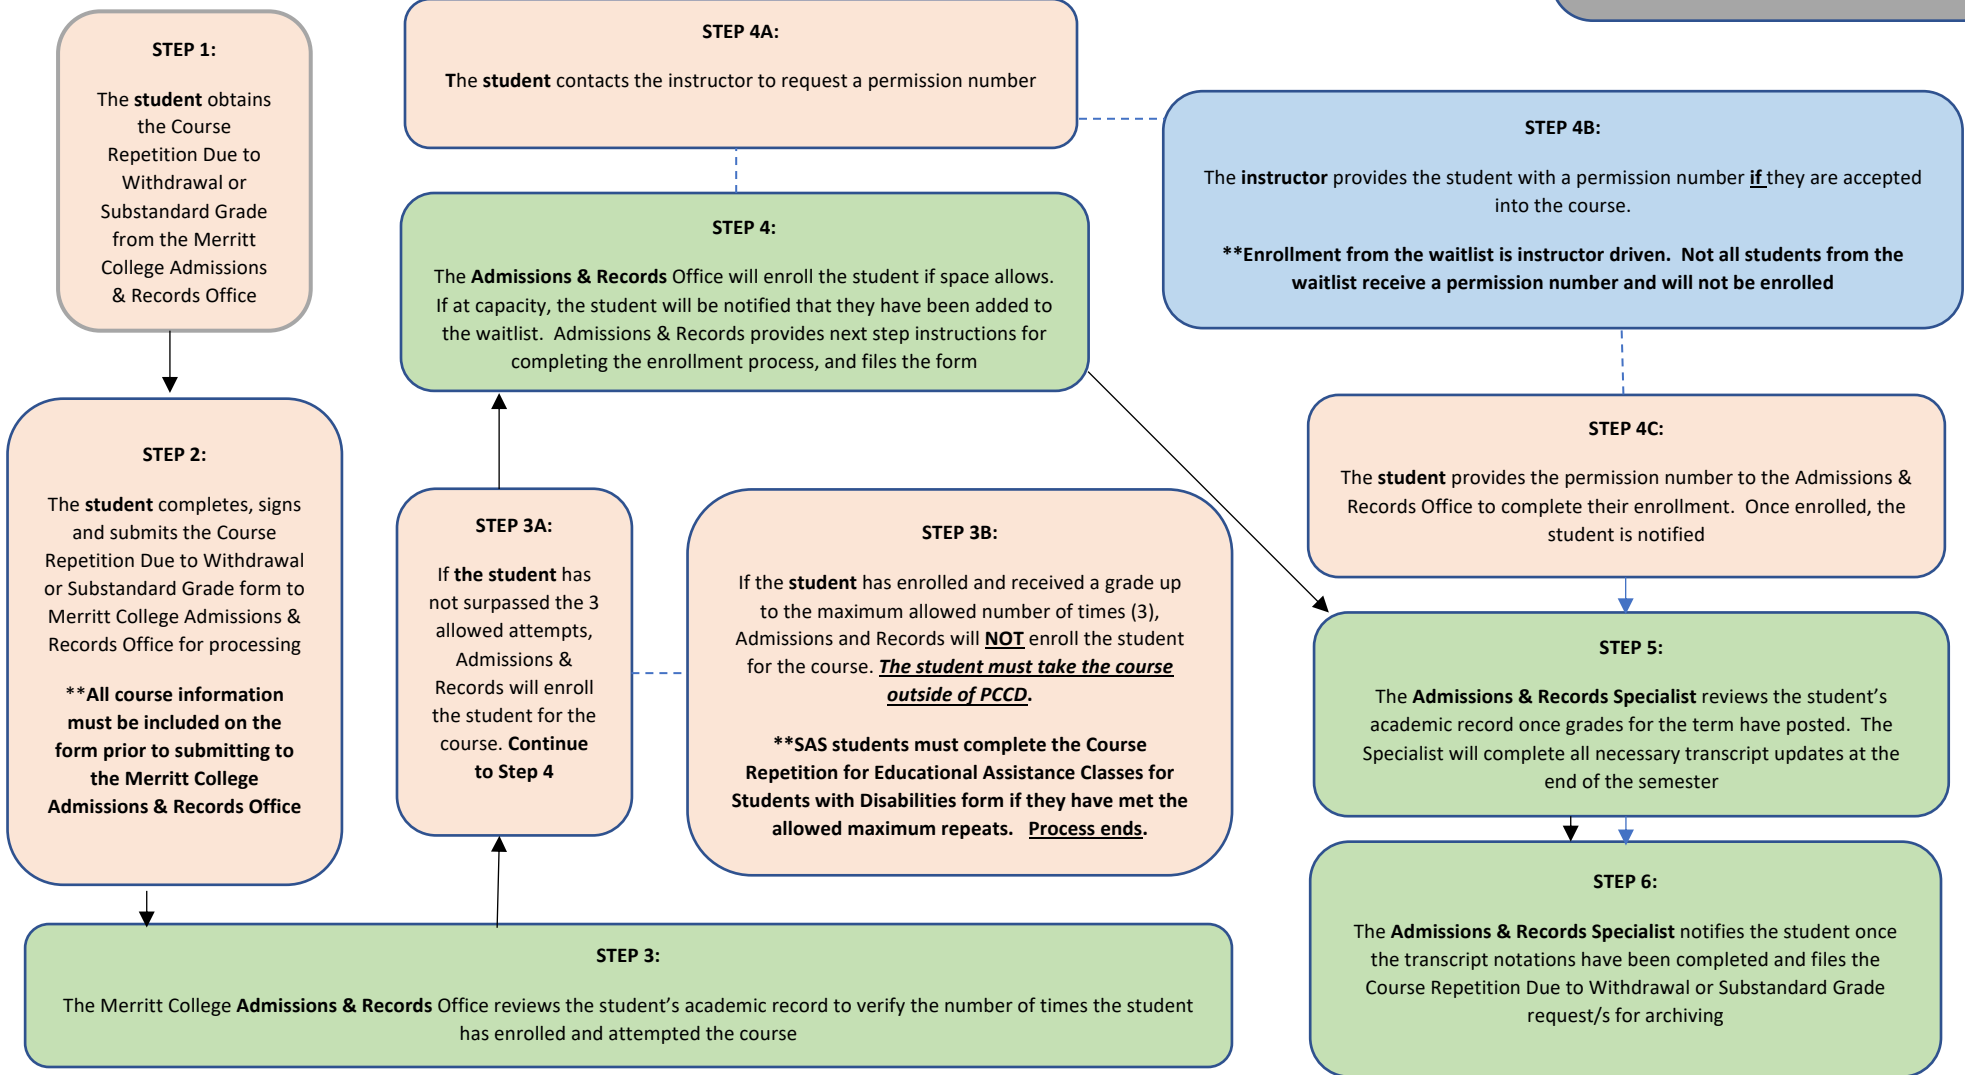 STEP 1:
The student obtains
the Course
Repetition Due to
Withdrawal or
Substandard Grade
from the Merritt
College Admissions
& Records Office
STEP 2:
The student completes, signs
and submits the Course
Repetition Due to Withdrawal
or Substandard Grade form to
Merritt College Admissions &
Records Office for processing
**All course information
must be included on the
form prior to submitting to
the Merritt College
Admissions & Records Office
STEP 3:
The Merritt College Admissions & Records Office reviews the student’s academic record to verify the number of times the student
has enrolled and attempted the course
STEP 3A:
If the student has
not surpassed the 3
allowed attempts,
Admissions &
Records will enroll
the student for the
course. Continue
to Step 4
STEP 3B:
If the student has enrolled and received a grade up
to the maximum allowed number of times (3),
Admissions and Records will NOT enroll the student
for the course. The student must take the course
outside of PCCD.
**SAS students must complete the Course
Repetition for Educational Assistance Classes for
Students with Disabilities form if they have met the
allowed maximum repeats. Process ends.
STEP 4:
The Admissions & Records Office will enroll the student if space allows.
If at capacity, the student will be notified that they have been added to
the waitlist. Admissions & Records provides next step instructions for
completing the enrollment process, and files the form
STEP 4A:
The student contacts the instructor to request a permission number
STEP 4B:
The instructor provides the student with a permission number if they are accepted
into the course.
**Enrollment from the waitlist is instructor driven. Not all students from the
waitlist receive a permission number and will not be enrolled
STEP 4C:
The student provides the permission number to the Admissions &
Records Office to complete their enrollment. Once enrolled, the
student is notified
STEP 5:
The Admissions & Records Specialist reviews the student’s
academic record once grades for the term have posted. The
Specialist will complete all necessary transcript updates at the
end of the semester
STEP 6:
The Admissions & Records Specialist notifies the student once
the transcript notations have been completed and files the
Course Repetition Due to Withdrawal or Substandard Grade
request/s for archiving